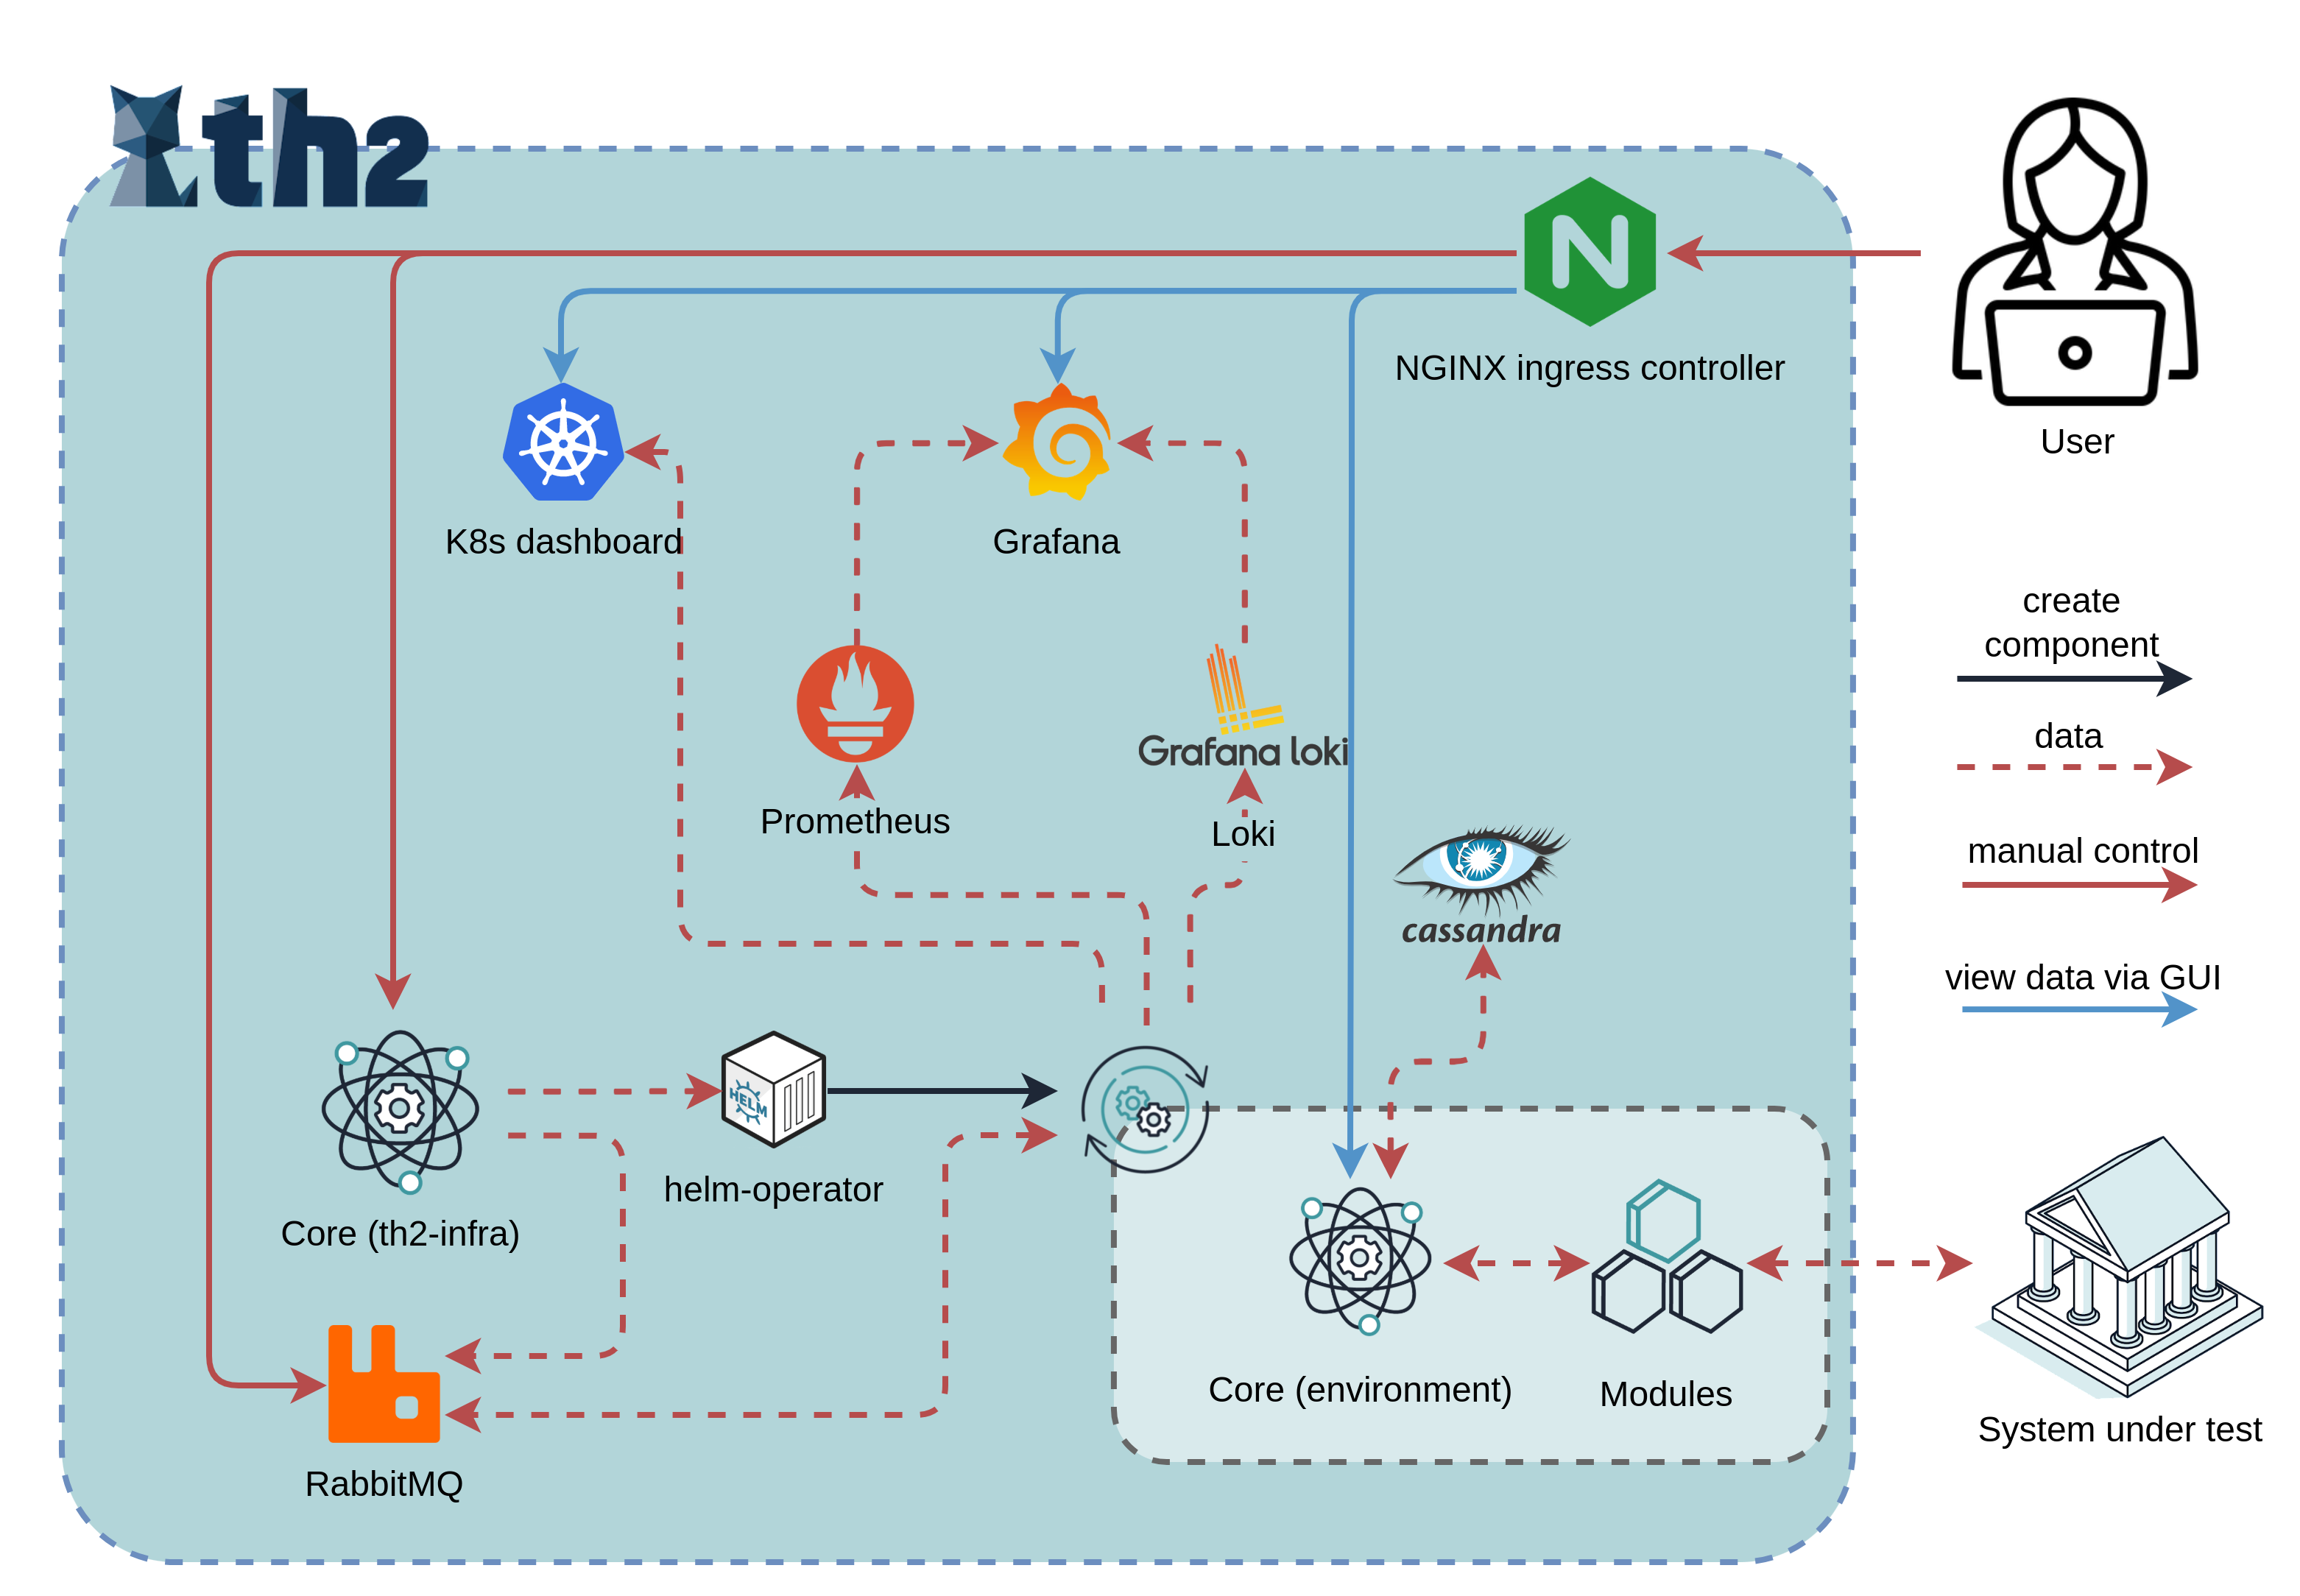 th2
NGINX ingress controller
User
K8s dashboard
Grafana
create
component
data
Grafana loki
Prometheus
Loki
manual control
cassandra
view data via GUI
HELM
helm-operator
Core (th2-infra)
Core (environment)
Modules
System under test
RabbitMQ